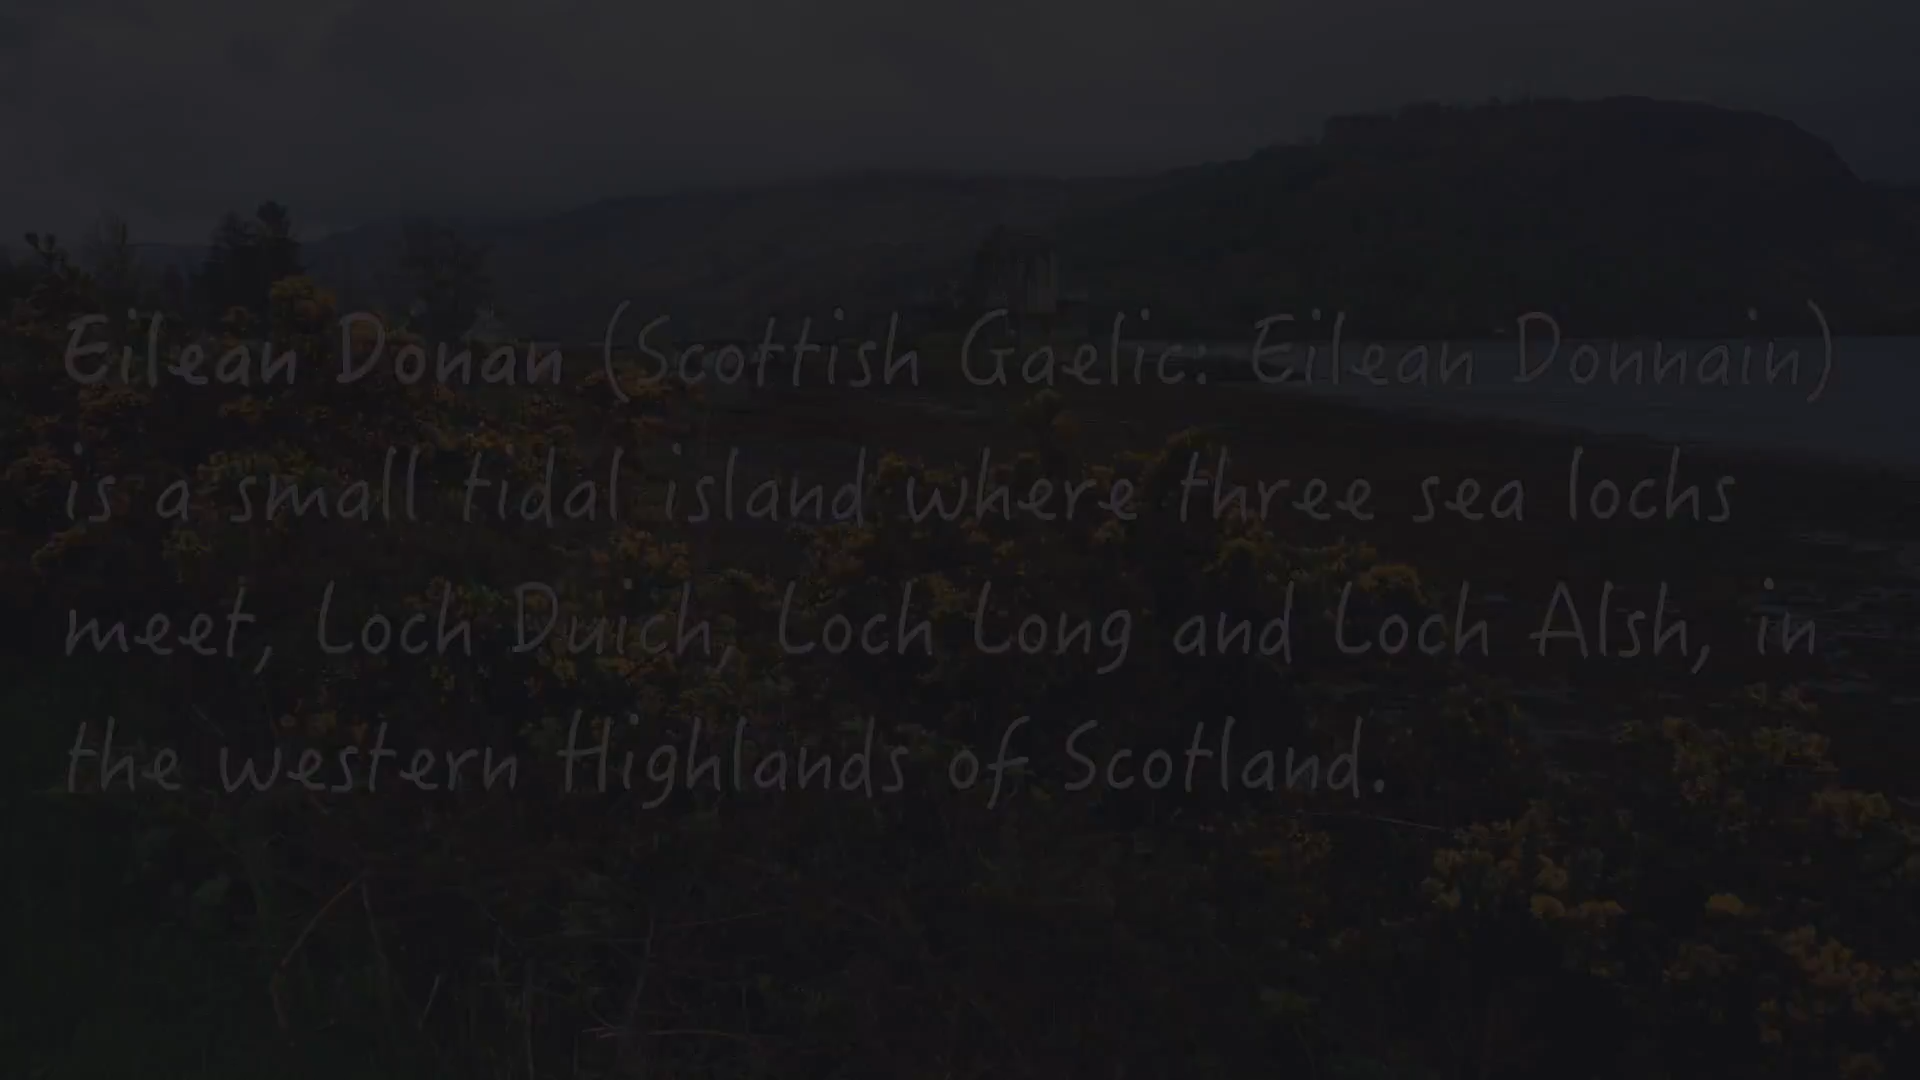 Eilean Donan (Scottish Gaelic: Eilean Donnain)
is a small tidal island where three sea lochs
meet, Loch Duich, Loch Long and Loch Alsh, in
the western Highlands of Scotland.